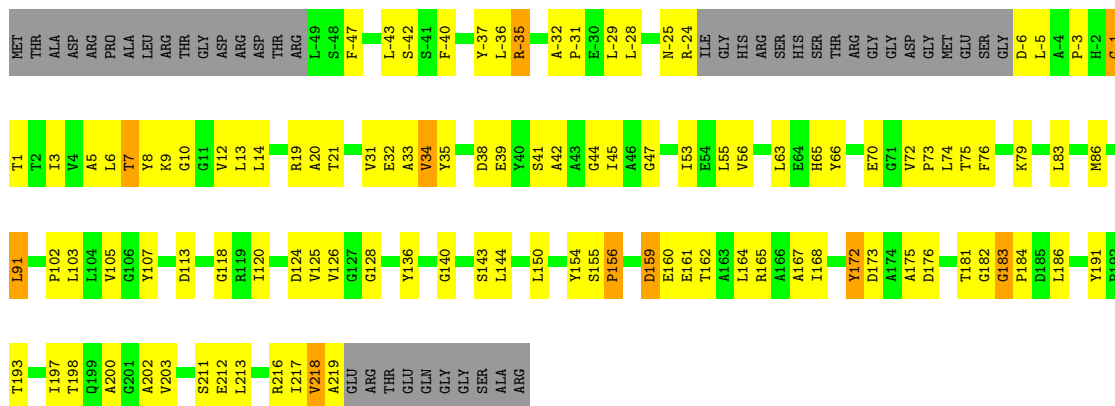 MET THR ALA ASP ARG PRO ALA LEU ARG THR GLY ASP ARG ASP THR ARG L-49 S-48 F-47 L-43 S-42 S-41 F-40 Y-37 L-36 R-35 A-32 P-31 E-30 L-29 L-28 N-25 R-24 ILE GLY HIS ARG SER HIS SER THR ARG GLY GLY ASP GLY MET GLU SER GLY D-6 L-5 A-4 P-3 H-2 G-1
T1 T2 I3 V4 A5 L6 T7 Y8 K9 G10 G11 V12 L13 L14 R19 A20 T21 V31 E32 A33 V34 Y35 D38 E39 Y40 S41 A42 A43 G44 I45 A46 G47 I53 E54 L55 V56 L63 E64 H65 Y66 E70 G71 V72 P73 L74 T75 F76 K79 L83 M86
L91 P102 L103 L104 V105 G106 Y107 D113 G118 R119 I120 D124 V125 V126 G127 G128 Y136 G140 S143 L144 L150 Y154 S155 P156 D159 E160 E161 T162 A163 L164 R165 A166 A167 I168 Y172 D173 A174 A175 D176 T181 G182 G183 P184 D185 L186 Y191 R192
T193 I197 T198 Q199 A200 G201 A202 V203 S211 E212 L213 R216 I217 V218 A219 GLU ARG THR GLU GLN GLY GLY SER ALA ARG